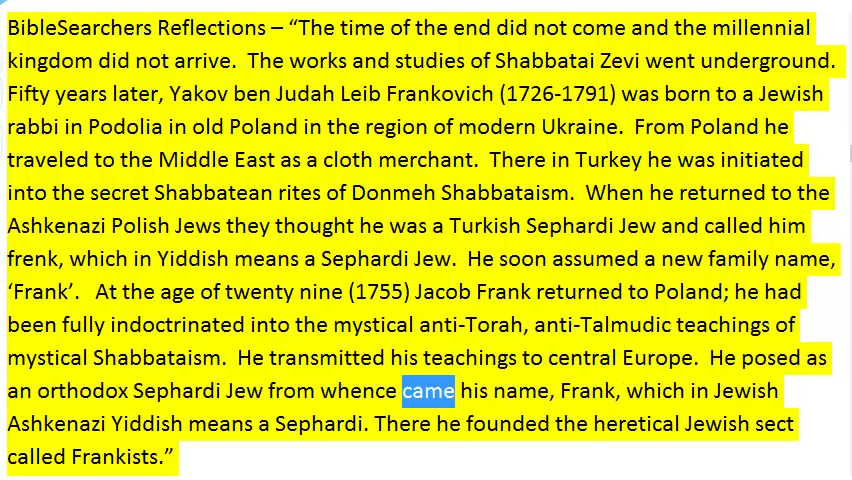 BibleSearchers Reflections – “The time of the end did not come and the millennial
kingdom did not arrive.  The works and studies of Shabbatai Zevi went underground.
Fifty years later, Yakov ben Judah Leib Frankovich (1726-1791) was born to a Jewish
rabbi in Podolia in old Poland in the region of modern Ukraine.  From Poland he
traveled to the Middle East as a cloth merchant.  There in Turkey he was initiated
into the secret Shabbatean rites of Donmeh Shabbataism.  When he returned to the
Ashkenazi Polish Jews they thought he was a Turkish Sephardi Jew and called him
frenk, which in Yiddish means a Sephardi Jew.  He soon assumed a new family name,
‘Frank’.   At the age of twenty nine (1755) Jacob Frank returned to Poland; he had
been fully indoctrinated into the mystical anti-Torah, anti-Talmudic teachings of
mystical Shabbataism.  He transmitted his teachings to central Europe.  He posed as
an orthodox Sephardi Jew from whence came his name, Frank, which in Jewish
Ashkenazi Yiddish means a Sephardi. There he founded the heretical Jewish sect
called Frankists.”